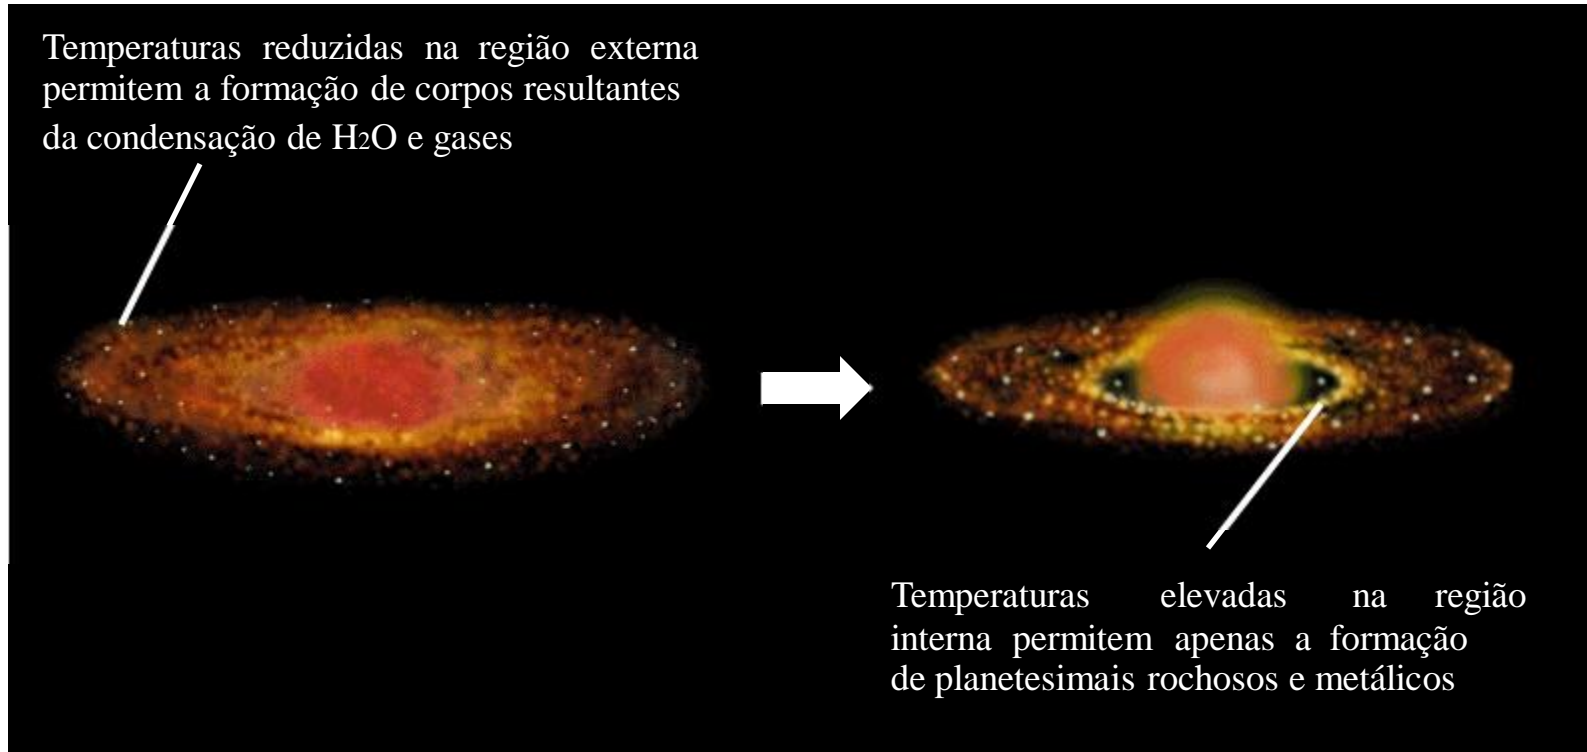 Temperaturas reduzidas na região externa
permitem a formação de corpos resultantes
da condensação de H2O e gases
Temperaturas elevadas na região
interna permitem apenas a formação
de planetesimais rochosos e metálicos